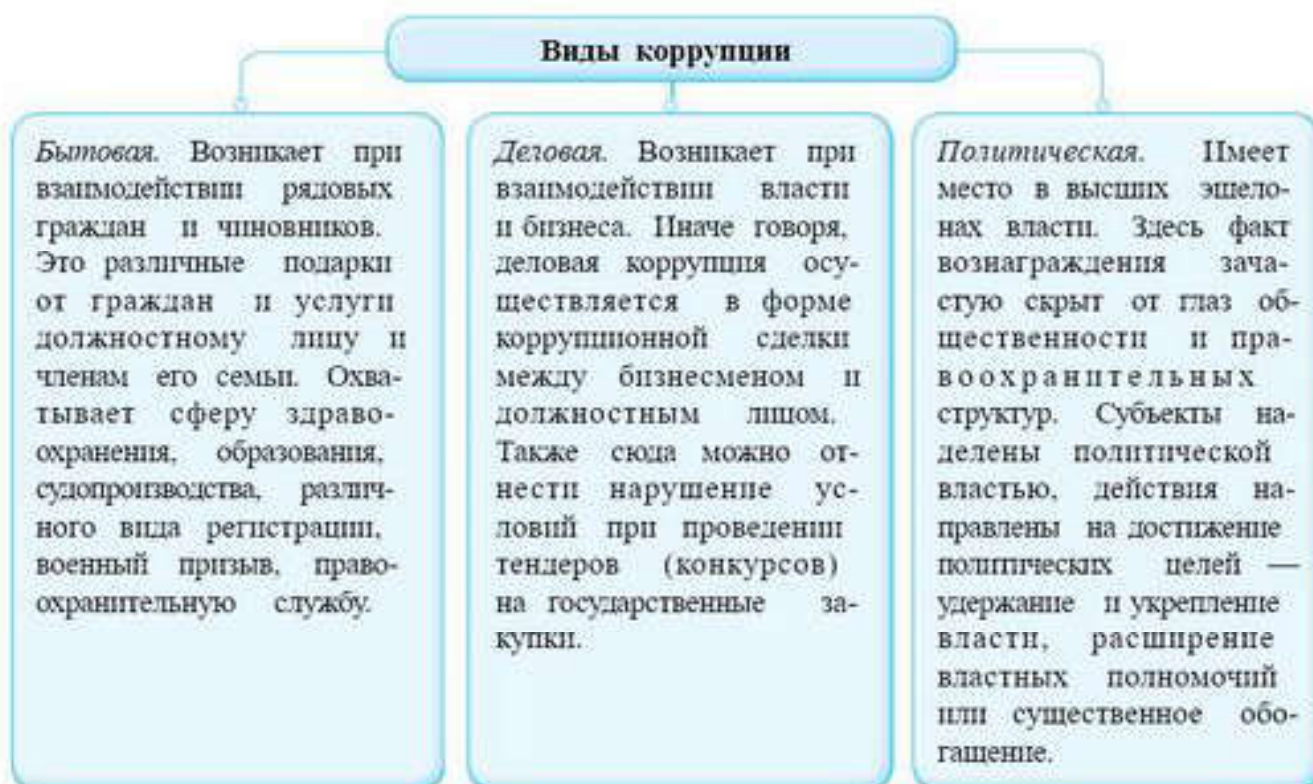 Виды коррупции
Бытовая. Возникает при
взаимодействии рядовых
граждан и чиновников.
Это различные подарки
от граждан и услуги
должностному лицу и
членам его семьи. Охва-
тывает сферу здраво-
охранения, образования,
судопроизводства, различ-
ного вида регистрации,
военный призыв, право-
охранительную службу.
Деловая. Возникает при
взаимодействии власти
и бизнеса. Иначе говоря,
деловая коррупция осу-
ществляется в форме
коррупционной сделки
между бизнесменом и
должностным лицом.
Также сюда можно от-
нести нарушение ус-
ловий при проведении
тендеров (конкурсов)
на государственные за-
купки.
Политическая. Имеет
место в высших эшело-
нах власти. Здесь факт
вознаграждения зача-
стую скрыт от глаз об-
щественности и пра-
воохранительных
структур. Субъекты на-
делены политической
властью, действия на-
правлены на достижение
политических целей —
удержание и укрепление
власти, расширение
властных полномочий
или существенное обо-
гащение.